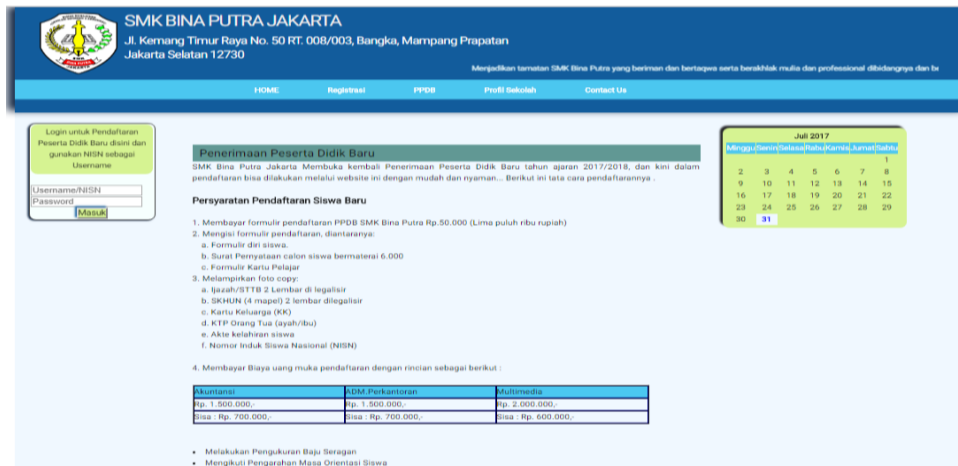 SMK BINA PUTRA JAKARTA
Jl. Kemang Timur Raya No. 50 RT. 008/003, Bangka, Mampang Prapatan
Jakarta Selatan 12730
Menjadikan tamatan SMK Bina Putra yang beriman dan bertaqwa serta berakhlak mulia dan professional dibidangnya dan be
HOME Registrasi PPDB Profil Sekolah Contact Us
Login untuk Pendaftaran
Peserta Didik Baru disini dan
gunakan NISN sebagai
Username
Username/NISN
Password
Masuk
Penerimaan Peserta Didik Baru
SMK Bina Putra Jakarta Membuka kembali Penerimaan Peserta Didik Baru tahun ajaran 2017/2018, dan kini dalam
pendaftaran bisa dilakukan melalui website ini dengan mudah dan nyaman... Berikut ini tata cara pendaftarannya .
Persyaratan Pendaftaran Siswa Baru
1. Membayar formulir pendaftaran PPDB SMK Bina Putra Rp.50.000 (Lima puluh ribu rupiah)
2. Mengisi formulir pendaftaran, diantaranya:
a. Formulir diri siswa.
b. Surat Pernyataan calon siswa bermaterai 6.000
c. Formulir Kartu Pelajar
3. Melampirkan foto copy:
a. Ijazah/STTB 2 Lembar di legalisir
b. SKHUN (4 mapel) 2 lembar dilegalisir
c. Kartu Keluarga (KK)
d. KTP Orang Tua (ayah/ibu)
e. Akte kelahiran siswa
f. Nomor Induk Siswa Nasional (NISN)
4. Membayar Biaya uang muka pendaftaran dengan rincian sebagai berikut :
Akuntansi ADM.Perkantoran Multimedia
Rp. 1.500.000,- Rp. 1.500.000,- Rp. 2.000.000,-
Sisa : Rp. 700.000,- Sisa : Rp. 700.000,- Sisa : Rp. 600.000,-
• Melakukan Pengukuran Baju Seragan
• Mengikuti Pengarahan Masa Orientasi Siswa
Juli 2017
Minggu Senin Selasa Rabu Kamis Jumat Sabtu
1
2 3 4 5 6 7 8
9 10 11 12 13 14 15
16 17 18 19 20 21 22
23 24 25 26 27 28 29
30 31